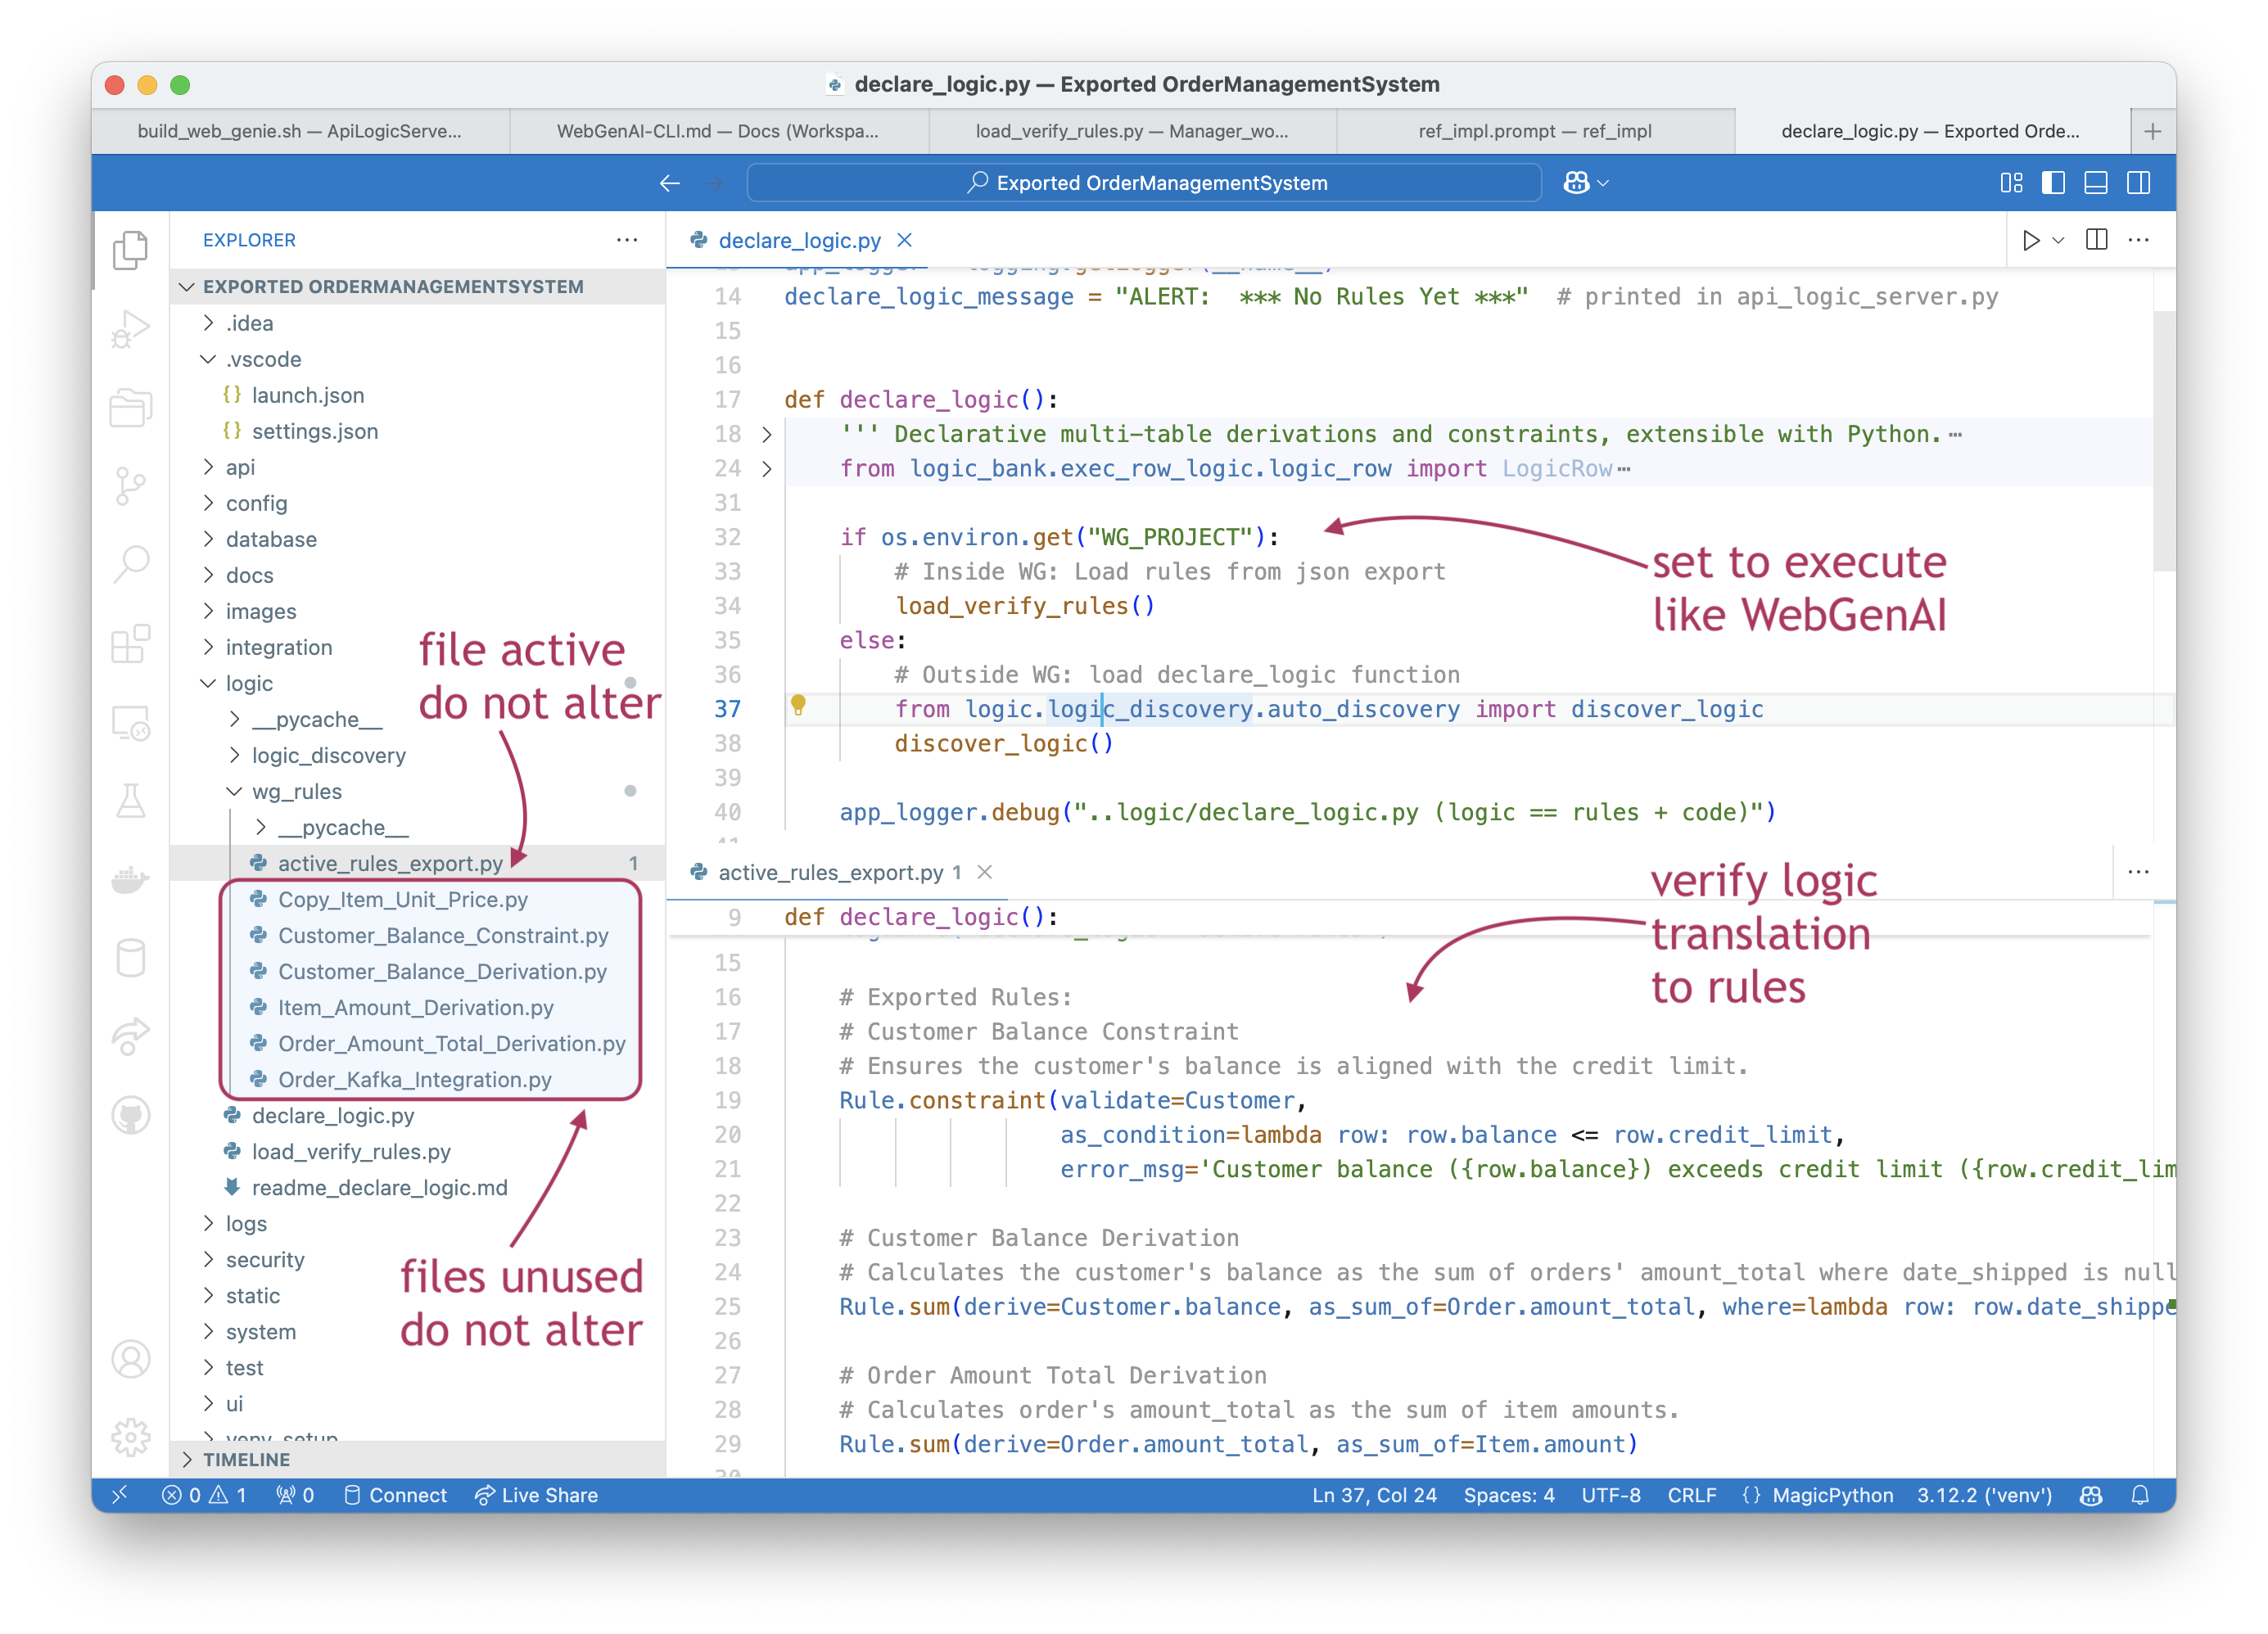 declare_logic.py — Exported OrderManagementSystem
build_web_genie.sh — ApiLogicServe...
WebGenAI-CLI.md — Docs (Workspa...
load_verify_rules.py — Manager_wo...
ref_impl.prompt — ref_impl
declare_logic.py — Exported Orde...
Exported OrderManagementSystem
EXPLORER
EXPORTED ORDERMANAGEMENTSYSTEM
.idea
.vscode
{} launch.json
{} settings.json
api
config
database
docs
images
integration
logic
__pycache__
logic_discovery
wg_rules
__pycache__
active_rules_export.py 1
Copy_Item_Unit_Price.py
Customer_Balance_Constraint.py
Customer_Balance_Derivation.py
Item_Amount_Derivation.py
Order_Amount_Total_Derivation.py
Order_Kafka_Integration.py
declare_logic.py
load_verify_rules.py
readme_declare_logic.md
logs
security
static
system
test
ui
venv_setup
TIMELINE
file active
do not alter
files unused
do not alter
declare_logic.py
14 declare_logic_message = "ALERT:  *** No Rules Yet ***"  # printed in api_logic_server.py
15
16
17 def declare_logic():
18 ''' Declarative multi-table derivations and constraints, extensible with Python.…
24 from logic_bank.exec_row_logic.logic_row import LogicRow…
31
32 if os.environ.get("WG_PROJECT"):
33 # Inside WG: Load rules from json export
34 load_verify_rules()
35 else:
36 # Outside WG: load declare_logic function
37 from logic.logic_discovery.auto_discovery import discover_logic
38 discover_logic()
39
40 app_logger.debug("..logic/declare_logic.py (logic == rules + code)")
set to execute
like WebGenAI
active_rules_export.py 1
9 def declare_logic():
15
16 # Exported Rules:
17 # Customer Balance Constraint
18 # Ensures the customer's balance is aligned with the credit limit.
19 Rule.constraint(validate=Customer,
20 as_condition=lambda row: row.balance <= row.credit_limit,
21 error_msg='Customer balance ({row.balance}) exceeds credit limit ({row.credit_lim
22
23 # Customer Balance Derivation
24 # Calculates the customer's balance as the sum of orders' amount_total where date_shipped is null
25 Rule.sum(derive=Customer.balance, as_sum_of=Order.amount_total, where=lambda row: row.date_shippe
26
27 # Order Amount Total Derivation
28 # Calculates order's amount_total as the sum of item amounts.
29 Rule.sum(derive=Order.amount_total, as_sum_of=Item.amount)
verify logic
translation
to rules
0 1 0 Connect Live Share
Ln 37, Col 24 Spaces: 4 UTF-8 CRLF {} MagicPython 3.12.2 ('venv')